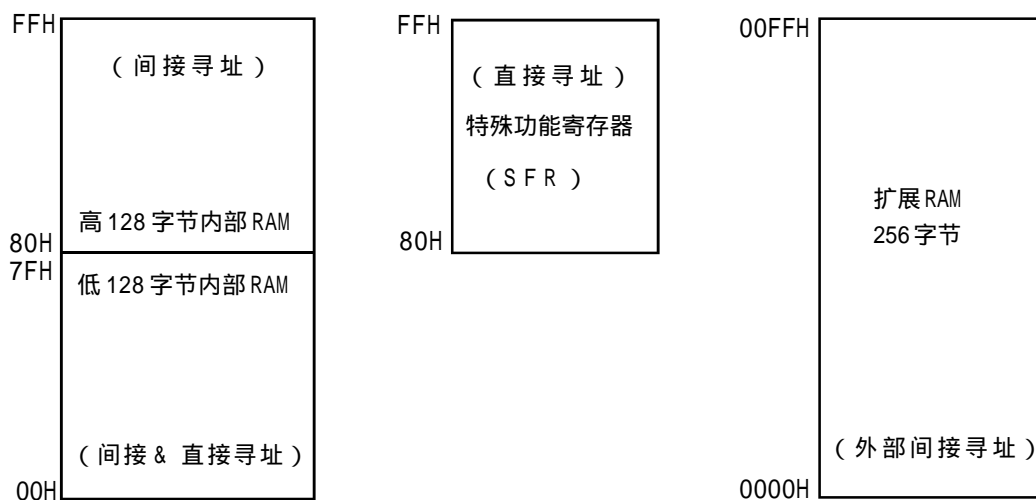 FFH
(间接寻址)
高128字节内部RAM
80H
7FH
低128字节内部RAM
(间接& 直接寻址)
00H
FFH
(直接寻址)
特殊功能寄存器
(SFR)
80H
00FFH
扩展RAM
256字节
(外部间接寻址)
0000H